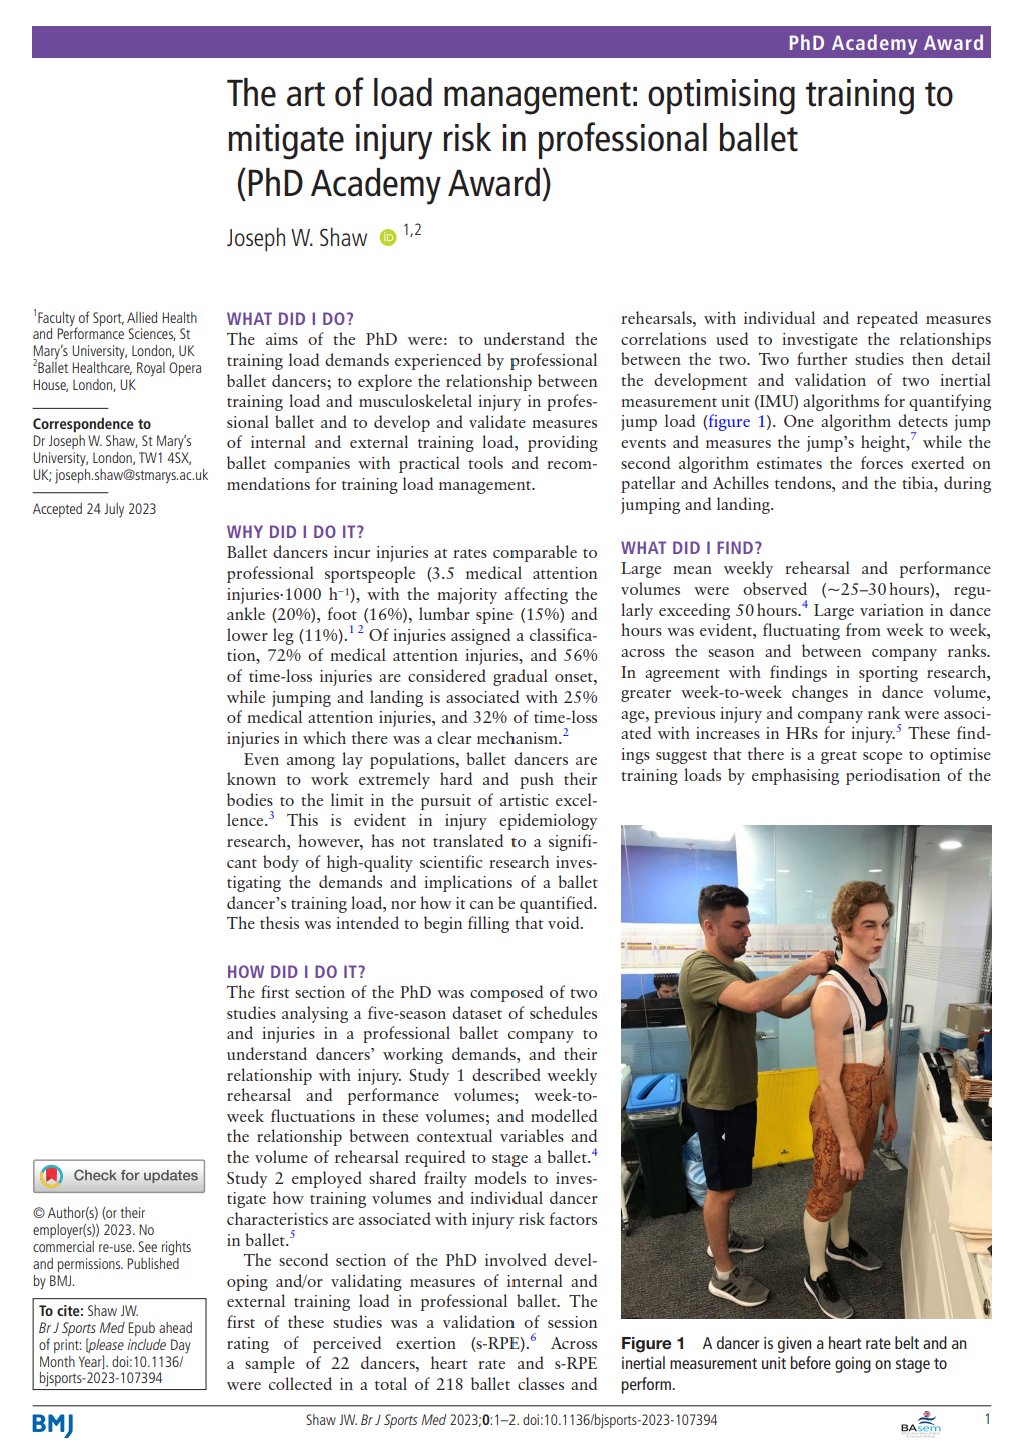 PhD Academy Award
The art of load management: optimising training to
mitigate injury risk in professional ballet
(PhD Academy Award)
Joseph W. Shaw iD 1,2
1Faculty of Sport, Allied Health
and Performance Sciences, St
Mary's University, London, UK
2Ballet Healthcare, Royal Opera
House, London, UK
Correspondence to
Dr Joseph W. Shaw, St Mary's
University, London, TW1 4SX,
UK; joseph.shaw@stmarys.ac.uk
Accepted 24 July 2023
Check for updates
© Author(s) (or their
employer(s)) 2023. No
commercial re-use. See rights
and permissions. Published
by BMJ.
To cite: Shaw JW.
Br J Sports Med Epub ahead
of print: [please include Day
Month Year]. doi:10.1136/
bjsports-2023-107394
WHAT DID I DO?
The aims of the PhD were: to understand the
training load demands experienced by professional
ballet dancers; to explore the relationship between
training load and musculoskeletal injury in profes-
sional ballet and to develop and validate measures
of internal and external training load, providing
ballet companies with practical tools and recom-
mendations for training load management.
WHY DID I DO IT?
Ballet dancers incur injuries at rates comparable to
professional sportspeople (3.5 medical attention
injuries·1000 h⁻¹), with the majority affecting the
ankle (20%), foot (16%), lumbar spine (15%) and
lower leg (11%).1 2 Of injuries assigned a classifica-
tion, 72% of medical attention injuries, and 56%
of time-loss injuries are considered gradual onset,
while jumping and landing is associated with 25%
of medical attention injuries, and 32% of time-loss
injuries in which there was a clear mechanism.2
Even among lay populations, ballet dancers are
known to work extremely hard and push their
bodies to the limit in the pursuit of artistic excel-
lence.3 This is evident in injury epidemiology
research, however, has not translated to a signifi-
cant body of high-quality scientific research inves-
tigating the demands and implications of a ballet
dancer's training load, nor how it can be quantified.
The thesis was intended to begin filling that void.
HOW DID I DO IT?
The first section of the PhD was composed of two
studies analysing a five-season dataset of schedules
and injuries in a professional ballet company to
understand dancers' working demands, and their
relationship with injury. Study 1 described weekly
rehearsal and performance volumes; week-to-
week fluctuations in these volumes; and modelled
the relationship between contextual variables and
the volume of rehearsal required to stage a ballet.4
Study 2 employed shared frailty models to inves-
tigate how training volumes and individual dancer
characteristics are associated with injury risk factors
in ballet.5
The second section of the PhD involved devel-
oping and/or validating measures of internal and
external training load in professional ballet. The
first of these studies was a validation of session
rating of perceived exertion (s-RPE).6 Across
a sample of 22 dancers, heart rate and s-RPE
were collected in a total of 218 ballet classes and
rehearsals, with individual and repeated measures
correlations used to investigate the relationships
between the two. Two further studies then detail
the development and validation of two inertial
measurement unit (IMU) algorithms for quantifying
jump load (figure 1). One algorithm detects jump
events and measures the jump's height,7 while the
second algorithm estimates the forces exerted on
patellar and Achilles tendons, and the tibia, during
jumping and landing.
WHAT DID I FIND?
Large mean weekly rehearsal and performance
volumes were observed (~25–30 hours), regu-
larly exceeding 50 hours.4 Large variation in dance
hours was evident, fluctuating from week to week,
across the season and between company ranks.
In agreement with findings in sporting research,
greater week-to-week changes in dance volume,
age, previous injury and company rank were associ-
ated with increases in HRs for injury.5 These find-
ings suggest that there is a great scope to optimise
training loads by emphasising periodisation of the
Figure 1 A dancer is given a heart rate belt and an
inertial measurement unit before going on stage to
perform.
BMJ
Shaw JW. Br J Sports Med 2023;0:1–2. doi:10.1136/bjsports-2023-107394
BAsem
1